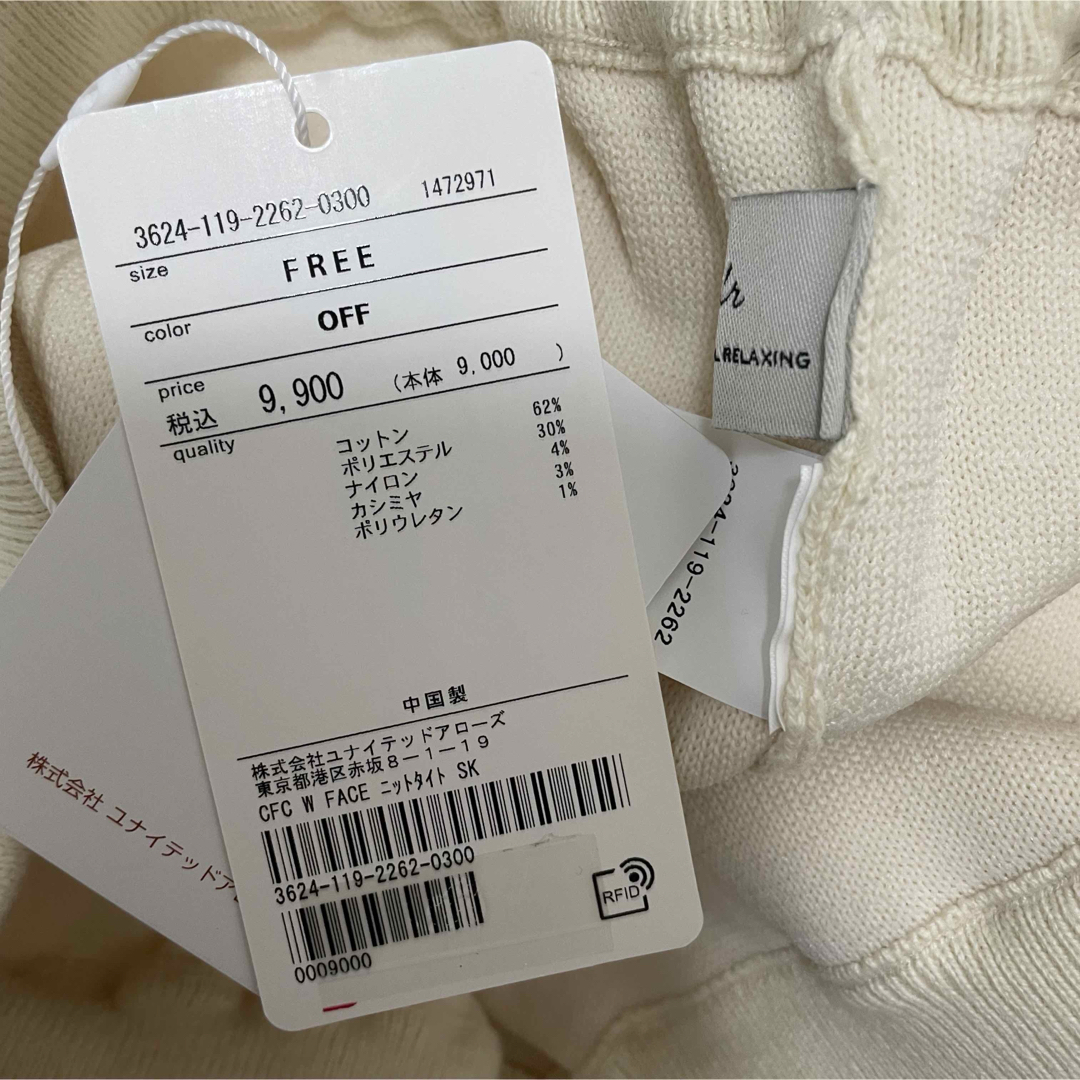 3624-119-2262-0300 1472971
size FREE
color OFF
price
税込 9,900 (本体 9,000 )
quality
コットン 62%
ポリエステル 30%
ナイロン 4%
カシミヤ 3%
ポリウレタン 1%
中国製
株式会社ユナイテッドアローズ
東京都港区赤坂8-1-19
CFC W FACE ニットタイト SK
3624-119-2262-0300
0009000
RFID
RELAXING
3624-119-2262
株式会社 ユナイテッドア